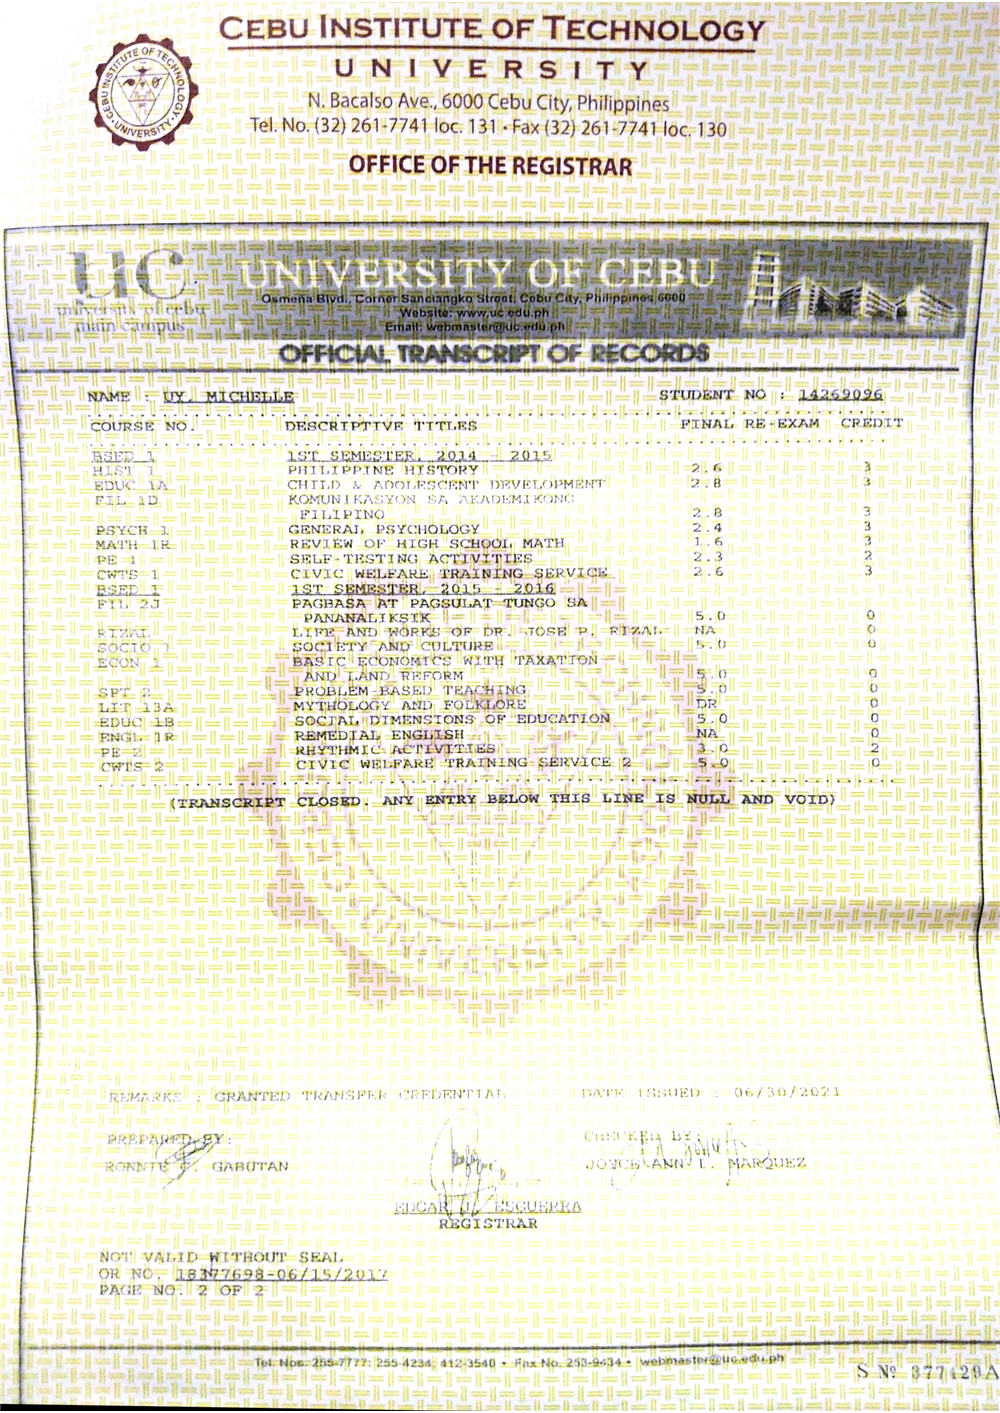 CEBU INSTITUTE OF TECHNOLOGY
UNIVERSITY
N. Bacalso Ave., 6000 Cebu City, Philippines
Tel. No. (32) 261-7741 loc. 131 • Fax (32) 261-7741 loc. 130
OFFICE OF THE REGISTRAR
CEBU INSTITUTE OF TECHNOLOGY • UNIVERSITY •
UC
university of cebu
main campus
UNIVERSITY OF CEBU
Osmena Blvd., Corner Sanciangko Street, Cebu City, Philippines 6000
Website: www.uc.edu.ph
Email: webmaster@uc.edu.ph
OFFICIAL TRANSCRIPT OF RECORDS
NAME : UY, MICHELLE STUDENT NO : 14269096
COURSE NO. DESCRIPTIVE TITLES FINAL RE-EXAM CREDIT
BSED 1 1ST SEMESTER, 2014 - 2015
HIST 1 PHILIPPINE HISTORY 2.6 3
EDUC 1A CHILD & ADOLESCENT DEVELOPMENT 2.8 3
FIL 1D KOMUNIKASYON SA AKADEMIKONG
FILIPINO 2.8 3
PSYCH 1 GENERAL PSYCHOLOGY 2.4 3
MATH 1R REVIEW OF HIGH SCHOOL MATH 1.6 3
PE 1 SELF-TESTING ACTIVITIES 2.3 2
CWTS 1 CIVIC WELFARE TRAINING SERVICE 2.6 3
BSED 1 1ST SEMESTER, 2015 - 2016
FIL 2J PAGBASA AT PAGSULAT TUNGO SA
PANANALIKSIK 5.0 0
RIZAL LIFE AND WORKS OF DR. JOSE P. RIZAL NA 0
SOCIO 1 SOCIETY AND CULTURE 5.0 0
ECON 1 BASIC ECONOMICS WITH TAXATION
AND LAND REFORM 5.0 0
SPT 2 PROBLEM-BASED TEACHING 5.0 0
LIT 13A MYTHOLOGY AND FOLKLORE DR 0
EDUC 1B SOCIAL DIMENSIONS OF EDUCATION 5.0 0
ENGL 1R REMEDIAL ENGLISH NA 0
PE 2 RHYTHMIC ACTIVITIES 3.0 2
CWTS 2 CIVIC WELFARE TRAINING SERVICE 2 5.0 0
(TRANSCRIPT CLOSED. ANY ENTRY BELOW THIS LINE IS NULL AND VOID)
REMARKS : GRANTED TRANSFER CREDENTIAL DATE ISSUED : 06/30/2021
PREPARED BY: CHECKED BY:
RONNIE GABUTAN JOYCE ANN L. MARQUEZ
EDGAR ESGUERRA
REGISTRAR
NOT VALID WITHOUT SEAL
OR NO. 18377698-06/15/2017
PAGE NO. 2 OF 2
Tel. Nos. 255-7777; 255-4234; 412-3540 • Fax No. 253-9434 • webmaster@uc.edu.ph
S Nº 377429A